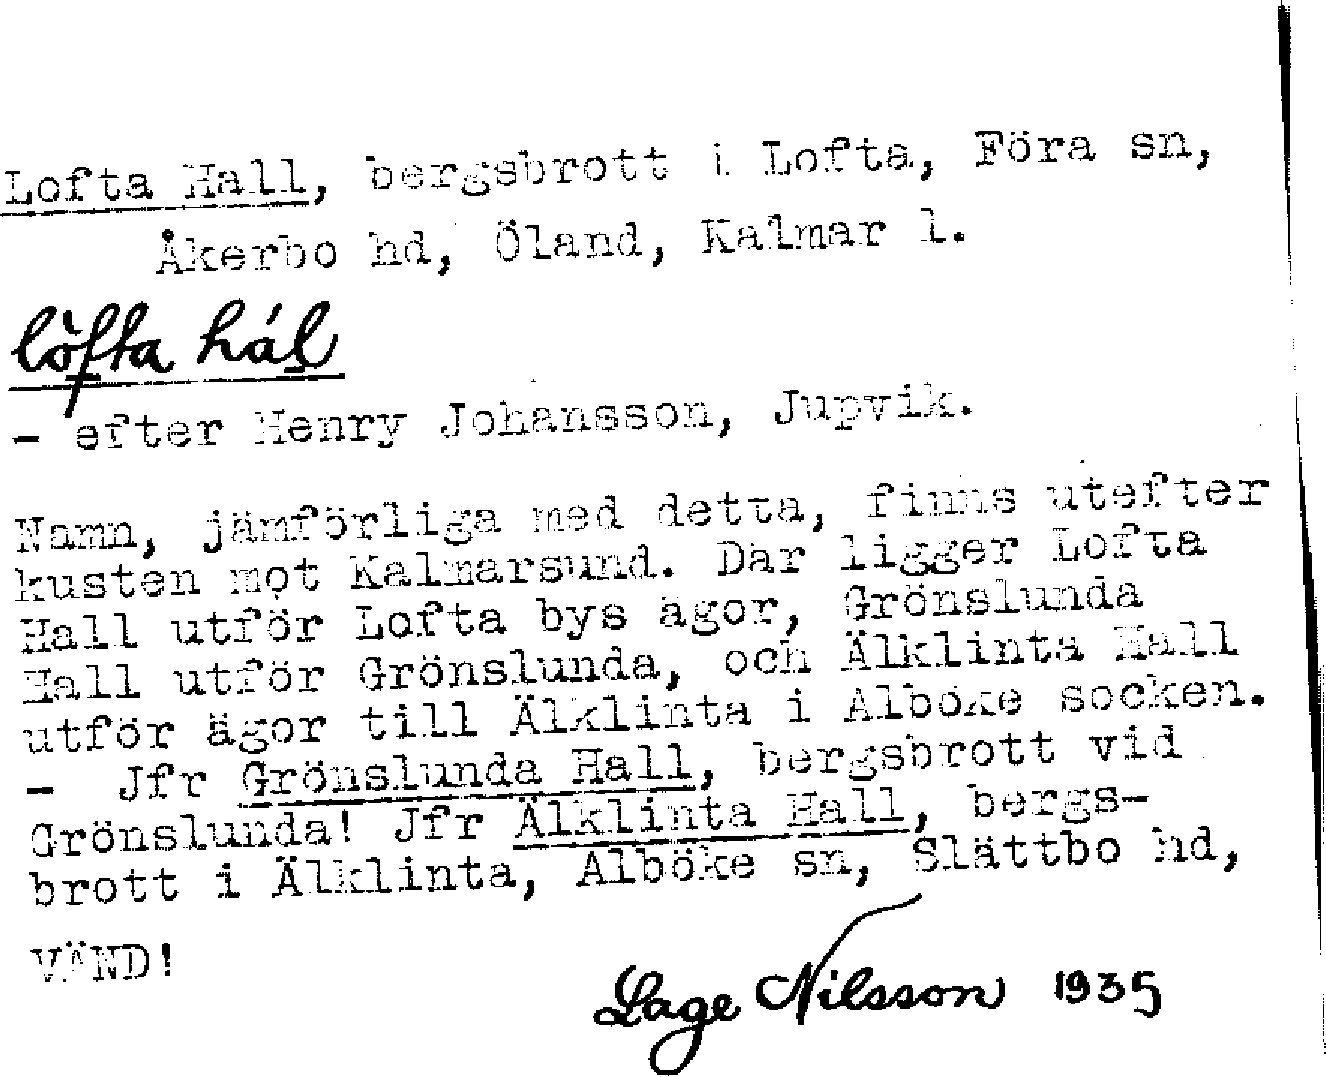 Lofta Hall, bergsbrott i Lofta, Föra sn,
Åkerbo hd, Öland, Kalmar l.
lòfta hál
- efter Henry Johansson, Jupvik.
Namn, jämförliga med detta, finns utefter
kusten mot Kalmarsund. Där ligger Lofta
Hall utför Lofta bys ägor, Grönslunda
Hall utför Grönslunda, och Älklinta Hall
utför ägor till Älklinta i Alböke socken.
- Jfr Grönslunda Hall, bergsbrott vid
Grönslunda! Jfr Älklinta Hall, bergs-
brott i Älklinta, Alböke sn, Slättbo hd,
VÄND!
Lage Nilsson 1935